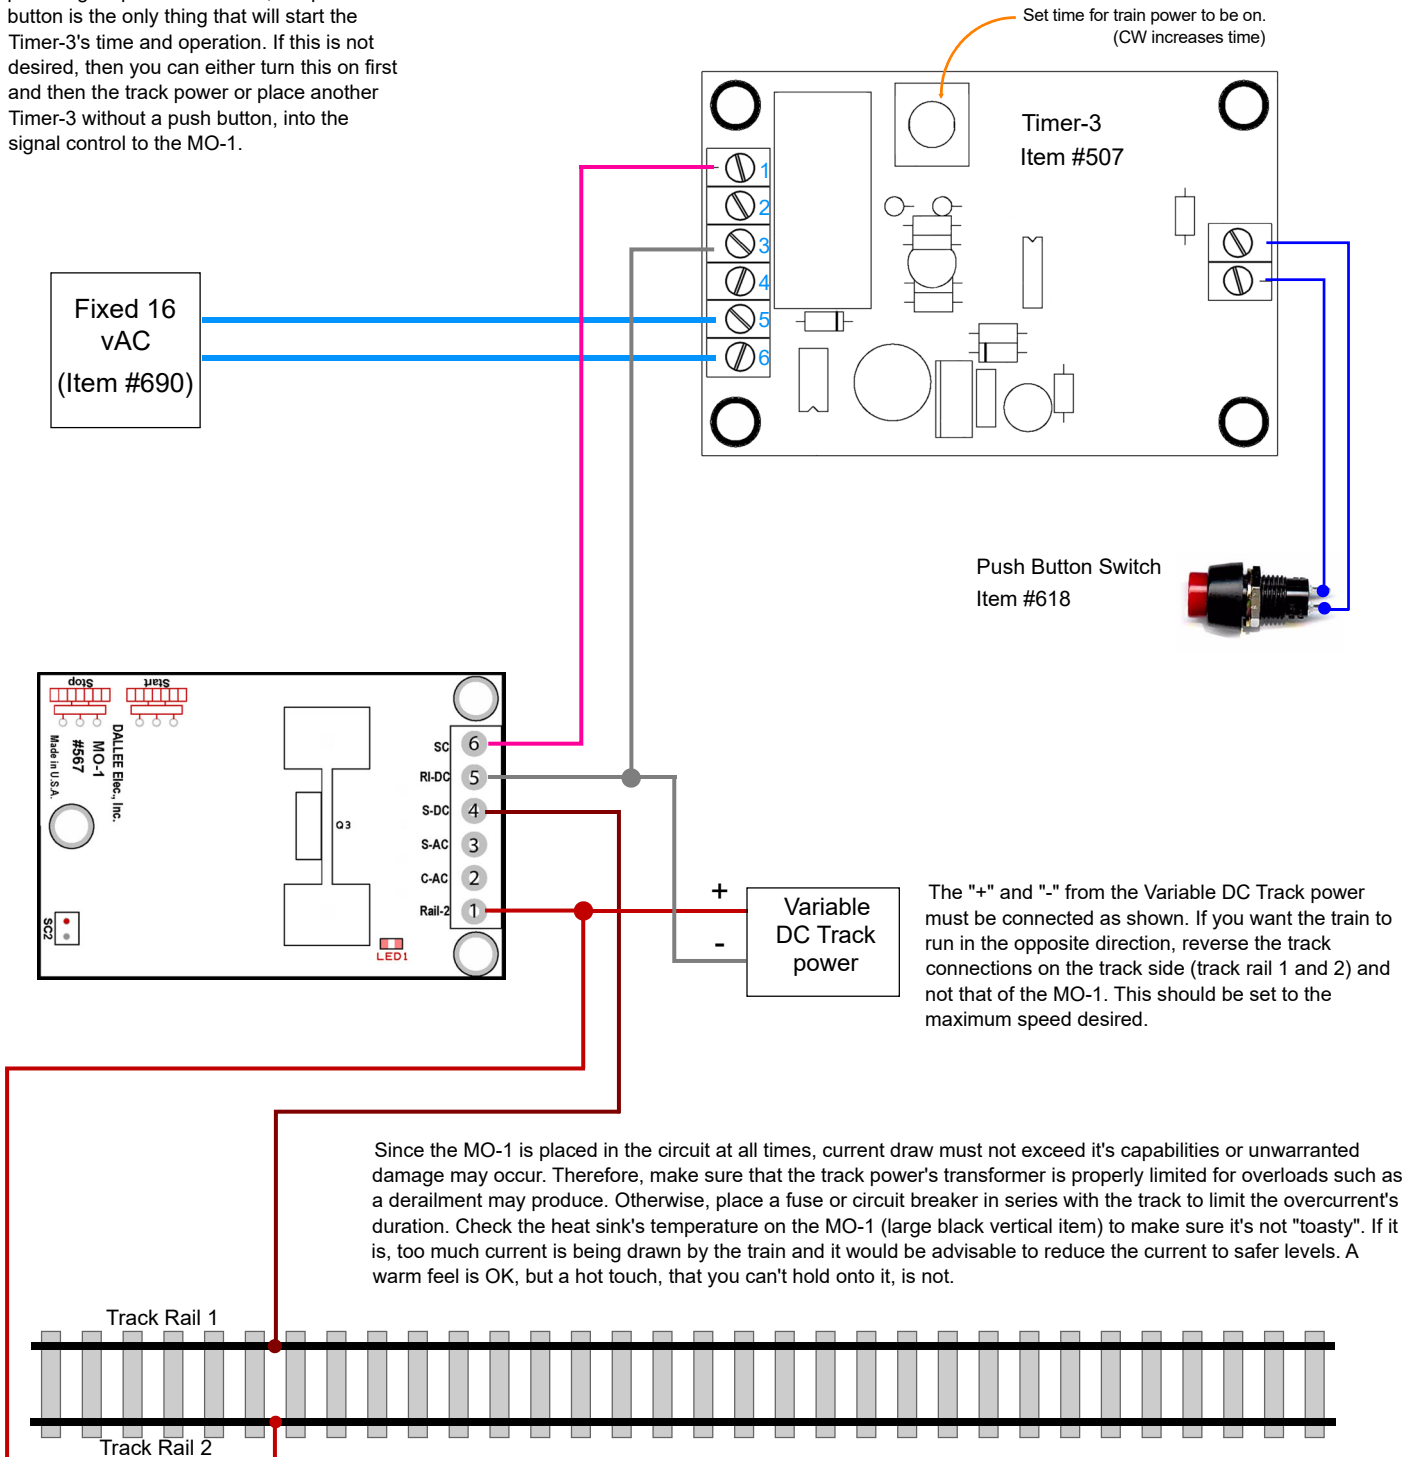 button is the only thing that will start the
Timer-3's time and operation. If this is not
desired, then you can either turn this on first
and then the track power or place another
Timer-3 without a push button, into the
signal control to the MO-1.
Set time for train power to be on.
(CW increases time)
Timer-3
Item #507
1
2
3
4
5
6
Fixed 16
vAC
(Item #690)
Push Button Switch
Item #618
Stop
Start
DALLEE Elec., Inc.
MO-1
#567
Made in U.S.A.
Q3
SC 6
RI-DC 5
S-DC 4
S-AC 3
C-AC 2
Rail-2 1
SC2
LED1
+
-
Variable
DC Track
power
The "+" and "-" from the Variable DC Track power
must be connected as shown. If you want the train to
run in the opposite direction, reverse the track
connections on the track side (track rail 1 and 2) and
not that of the MO-1. This should be set to the
maximum speed desired.
Since the MO-1 is placed in the circuit at all times, current draw must not exceed it's capabilities or unwarranted
damage may occur. Therefore, make sure that the track power's transformer is properly limited for overloads such as
a derailment may produce. Otherwise, place a fuse or circuit breaker in series with the track to limit the overcurrent's
duration. Check the heat sink's temperature on the MO-1 (large black vertical item) to make sure it's not "toasty". If it
is, too much current is being drawn by the train and it would be advisable to reduce the current to safer levels. A
warm feel is OK, but a hot touch, that you can't hold onto it, is not.
Track Rail 1
Track Rail 2